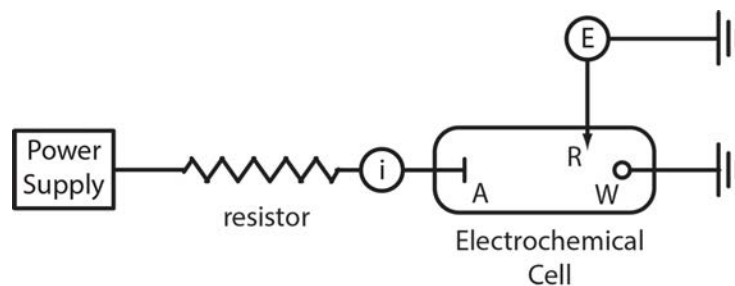 E
Power
Supply
i
R
A
W
resistor
Electrochemical
Cell